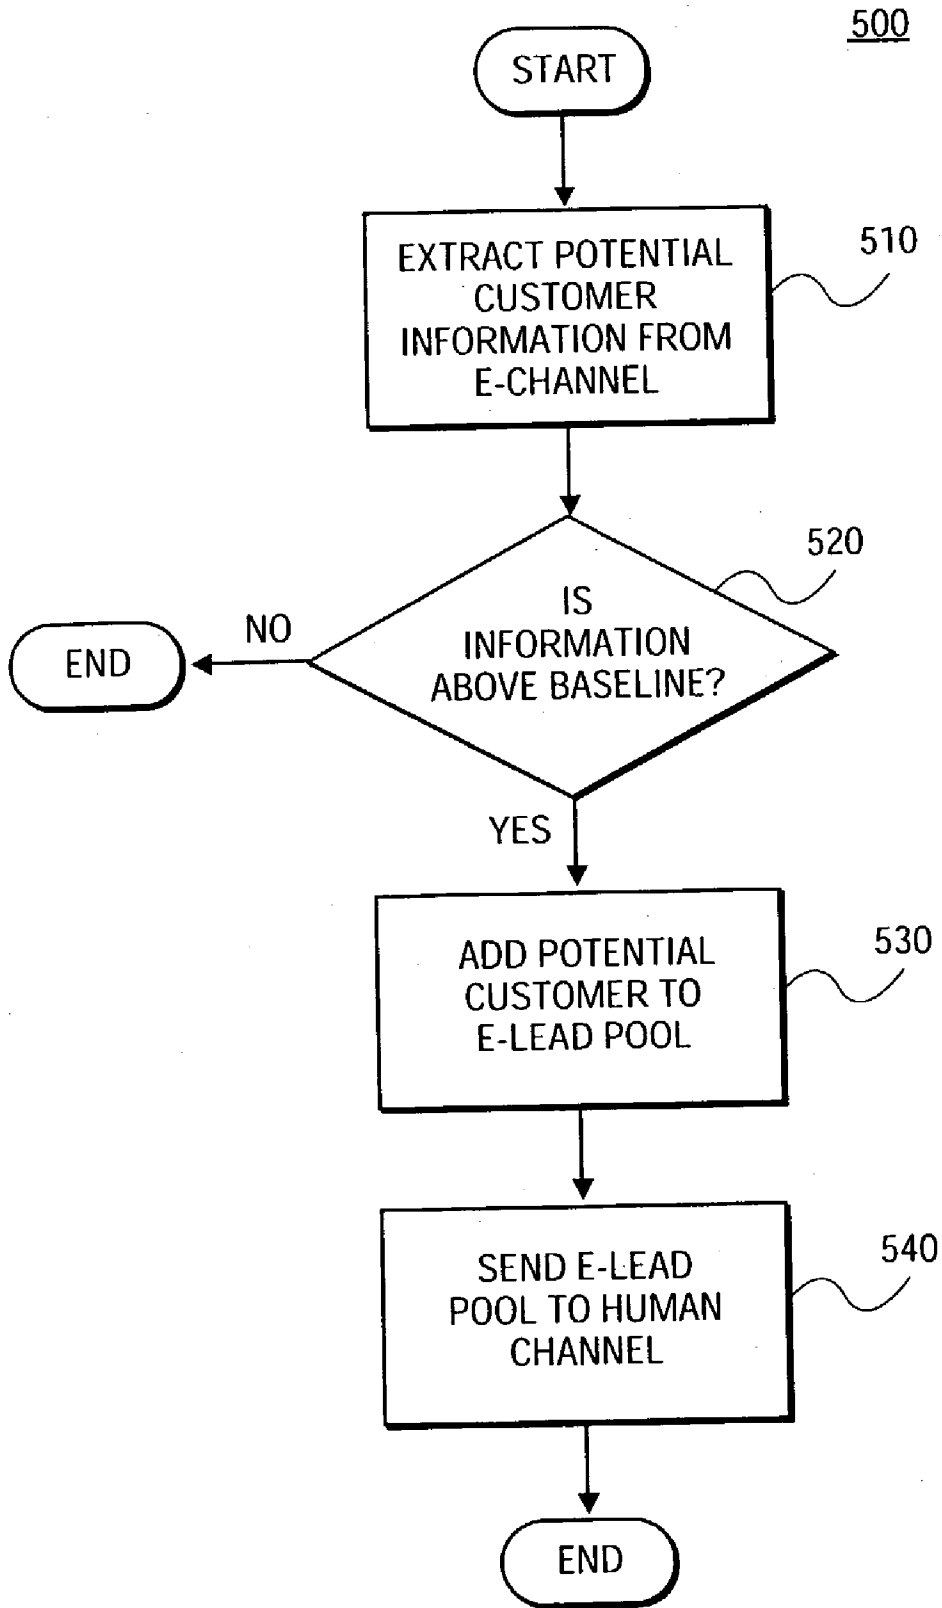 500
START
EXTRACT POTENTIAL
CUSTOMER
INFORMATION FROM
E-CHANNEL
510
IS
INFORMATION
ABOVE BASELINE?
520
NO
END
YES
ADD POTENTIAL
CUSTOMER TO
E-LEAD POOL
530
SEND E-LEAD
POOL TO HUMAN
CHANNEL
540
END